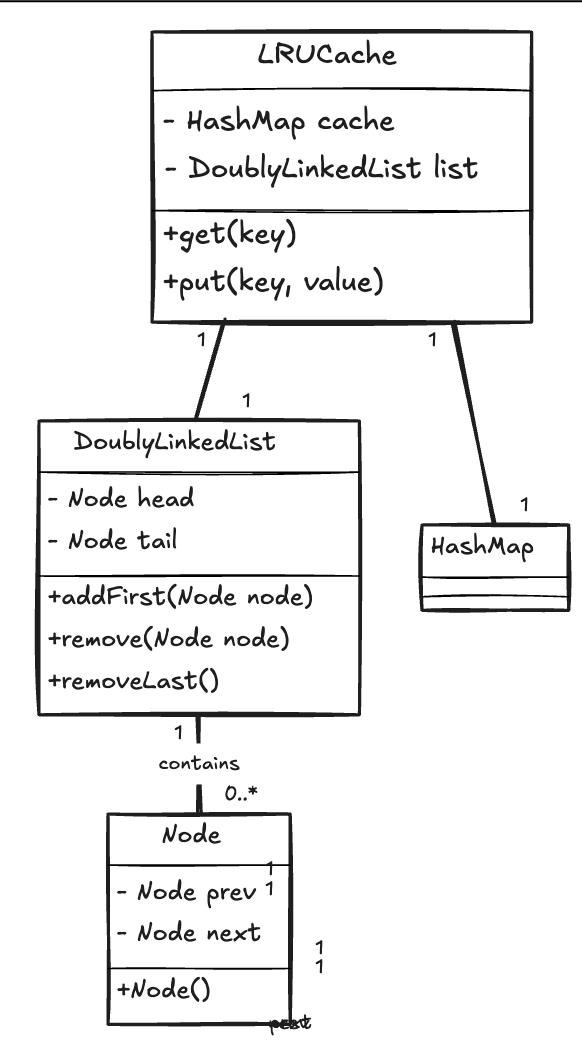 LRUCache
- HashMap cache
- DoublyLinkedList list
+get(key)
+put(key, value)
1
1
1
DoublyLinkedList
- Node head
- Node tail
1
HashMap
+addFirst(Node node)
+remove(Node node)
+removeLast()
1
contains
0..*
Node
1
- Node prev
1
- Node next
1
1
+Node()